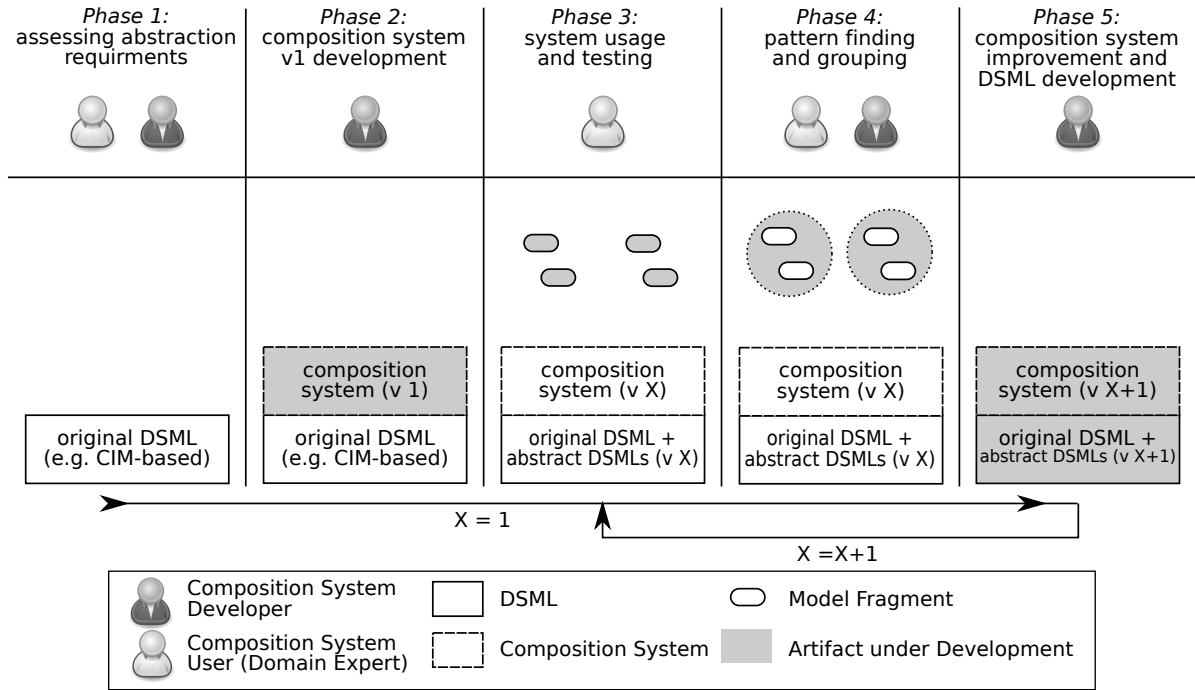 Phase 1:
assessing abstraction
requirments
Phase 2:
composition system
v1 development
Phase 3:
system usage
and testing
Phase 4:
pattern finding
and grouping
Phase 5:
composition system
improvement and
DSML development
composition
system (v 1)
composition
system (v X)
composition
system (v X)
composition
system (v X+1)
original DSML
(e.g. CIM-based)
original DSML
(e.g. CIM-based)
original DSML +
abstract DSMLs (v X)
original DSML +
abstract DSMLs (v X)
original DSML +
abstract DSMLs (v X+1)
X = 1
X =X+1
Composition System
Developer
DSML
Model Fragment
Composition System
User (Domain Expert)
Composition System
Artifact under Development